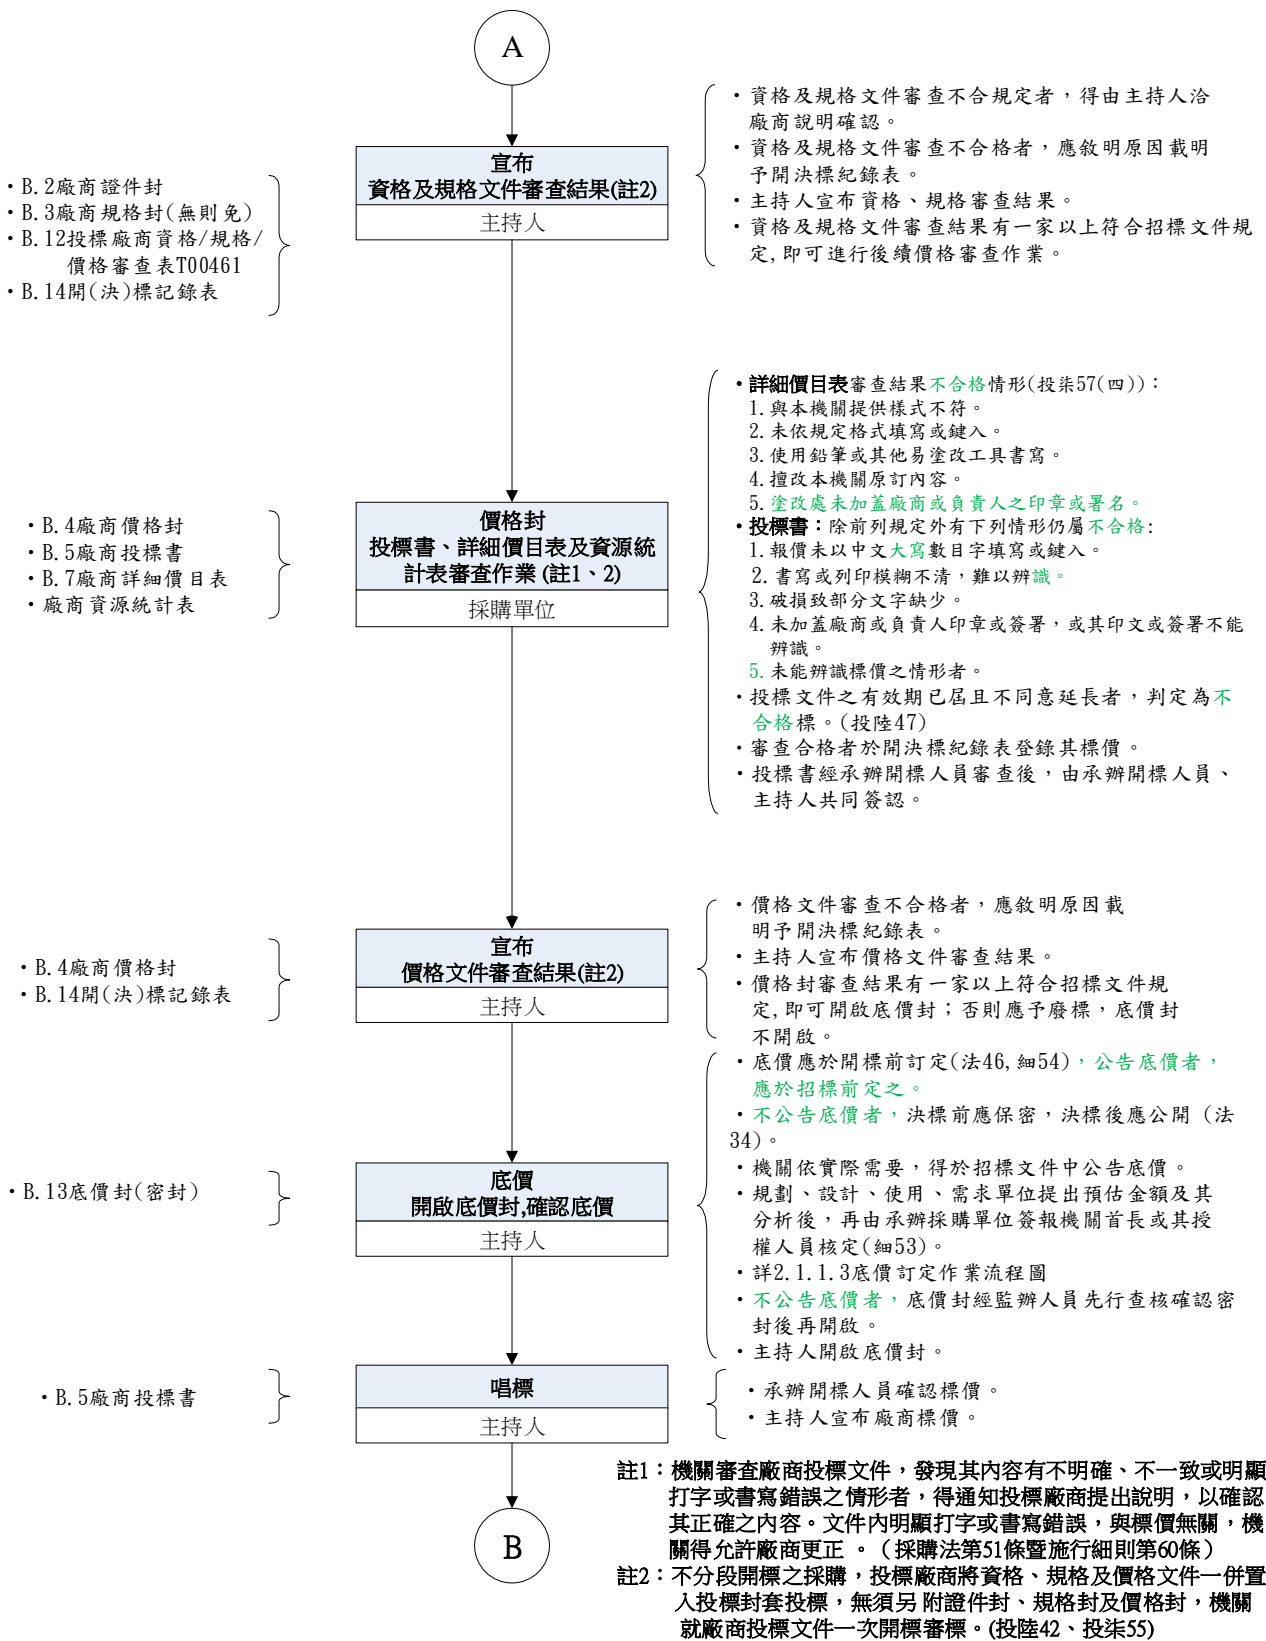 A
宣布
資格及規格文件審查結果(註2)
主持人
・B.2廠商證件封
・B.3廠商規格封(無則免)
・B.12投標廠商資格/規格/
價格審查表T00461
・B.14開(決)標記錄表
・資格及規格文件審查不合規定者，得由主持人洽
廠商說明確認。
・資格及規格文件審查不合格者，應敘明原因載明
予開決標紀錄表。
・主持人宣布資格、規格審查結果。
・資格及規格文件審查結果有一家以上符合招標文件規
定,即可進行後續價格審查作業。
價格封
投標書、詳細價目表及資源統
計表審查作業(註1、2)
採購單位
・B.4廠商價格封
・B.5廠商投標書
・B.7廠商詳細價目表
・廠商資源統計表
・詳細價目表審查結果不合格情形(投柒57(四))：
1.與本機關提供樣式不符。
2.未依規定格式填寫或鍵入。
3.使用鉛筆或其他易塗改工具書寫。
4.擅改本機關原訂內容。
5.塗改處未加蓋廠商或負責人之印章或署名。
・投標書：除前列規定外有下列情形仍屬不合格:
1.報價未以中文大寫數目字填寫或鍵入。
2.書寫或列印模糊不清，難以辨識。
3.破損致部分文字缺少。
4.未加蓋廠商或負責人印章或簽署，或其印文或簽署不能
辨識。
5.未能辨識標價之情形者。
・投標文件之有效期已屆且不同意延長者，判定為不
合格標。(投陸47)
・審查合格者於開決標紀錄表登錄其標價。
・投標書經承辦開標人員審查後，由承辦開標人員、
主持人共同簽認。
宣布
價格文件審查結果(註2)
主持人
・B.4廠商價格封
・B.14開(決)標記錄表
・價格文件審查不合格者，應敘明原因載
明予開決標紀錄表。
・主持人宣布價格文件審查結果。
・價格封審查結果有一家以上符合招標文件規
定,即可開啟底價封；否則應予廢標，底價封
不開啟。
底價
開啟底價封,確認底價
主持人
・B.13底價封(密封)
・底價應於開標前訂定(法46,細54)，公告底價者，
應於招標前定之。
・不公告底價者，決標前應保密，決標後應公開（法
34)。
・機關依實際需要，得於招標文件中公告底價。
・規劃、設計、使用、需求單位提出預估金額及其
分析後，再由承辦採購單位簽報機關首長或其授
權人員核定(細53)。
・詳2.1.1.3底價訂定作業流程圖
・不公告底價者，底價封經監辦人員先行查核確認密
封後再開啟。
・主持人開啟底價封。
唱標
主持人
・B.5廠商投標書
・承辦開標人員確認標價。
・主持人宣布廠商標價。
B
註1：機關審查廠商投標文件，發現其內容有不明確、不一致或明顯
打字或書寫錯誤之情形者，得通知投標廠商提出說明，以確認
其正確之內容。文件內明顯打字或書寫錯誤，與標價無關，機
關得允許廠商更正 。（採購法第51條暨施行細則第60條）
註2：不分段開標之採購，投標廠商將資格、規格及價格文件一併置
入投標封套投標，無須另附證件封、規格封及價格封，機關
就廠商投標文件一次開標審標。(投陸42、投柒55)